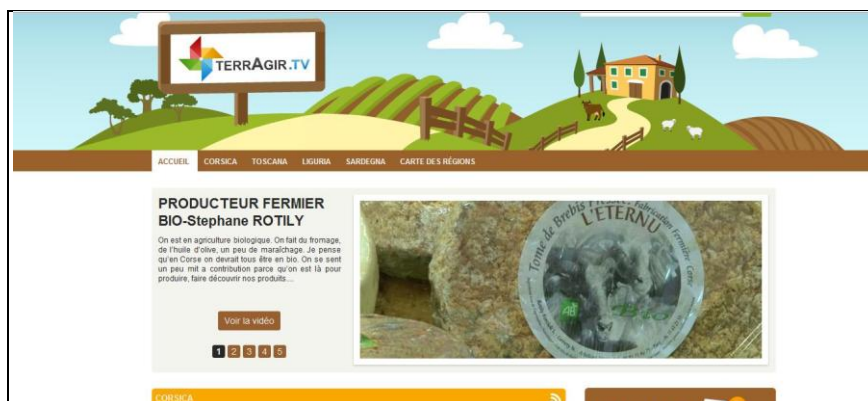 TERRAGIR.TV
ACCUEIL CORSICA TOSCANA LIGURIA SARDEGNA CARTE DES RÉGIONS
PRODUCTEUR FERMIER
BIO-Stephane ROTILY
On est en agriculture biologique. On fait du fromage,
de l'huile d'olive, un peu de maraîchage. Je pense
qu'en Corse on devrait tous être en bio. On se sent
un peu mit a contribution parce qu'on est là pour
produire, faire découvrir nos produits....
Voir la vidéo
1 2 3 4 5
Tome de Brebis Fabrication Fermière Corse
L'ETERNU
AB Bio
CORSICA